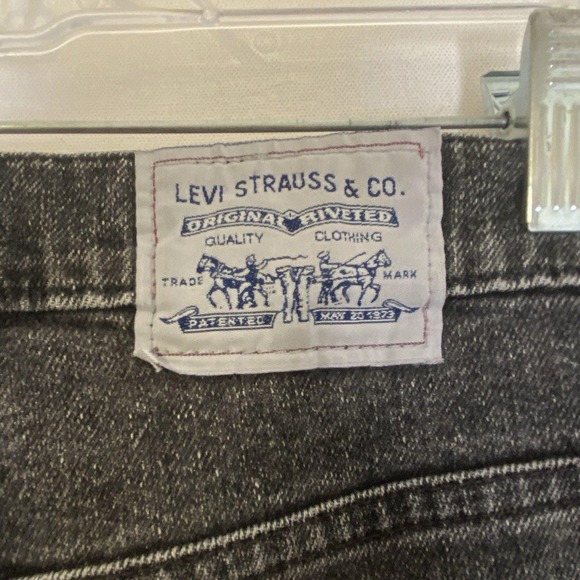 LEVI STRAUSS & CO.
ORIGINAL RIVETED
QUALITY CLOTHING
TRADE MARK
PATENTED MAY 20 1873